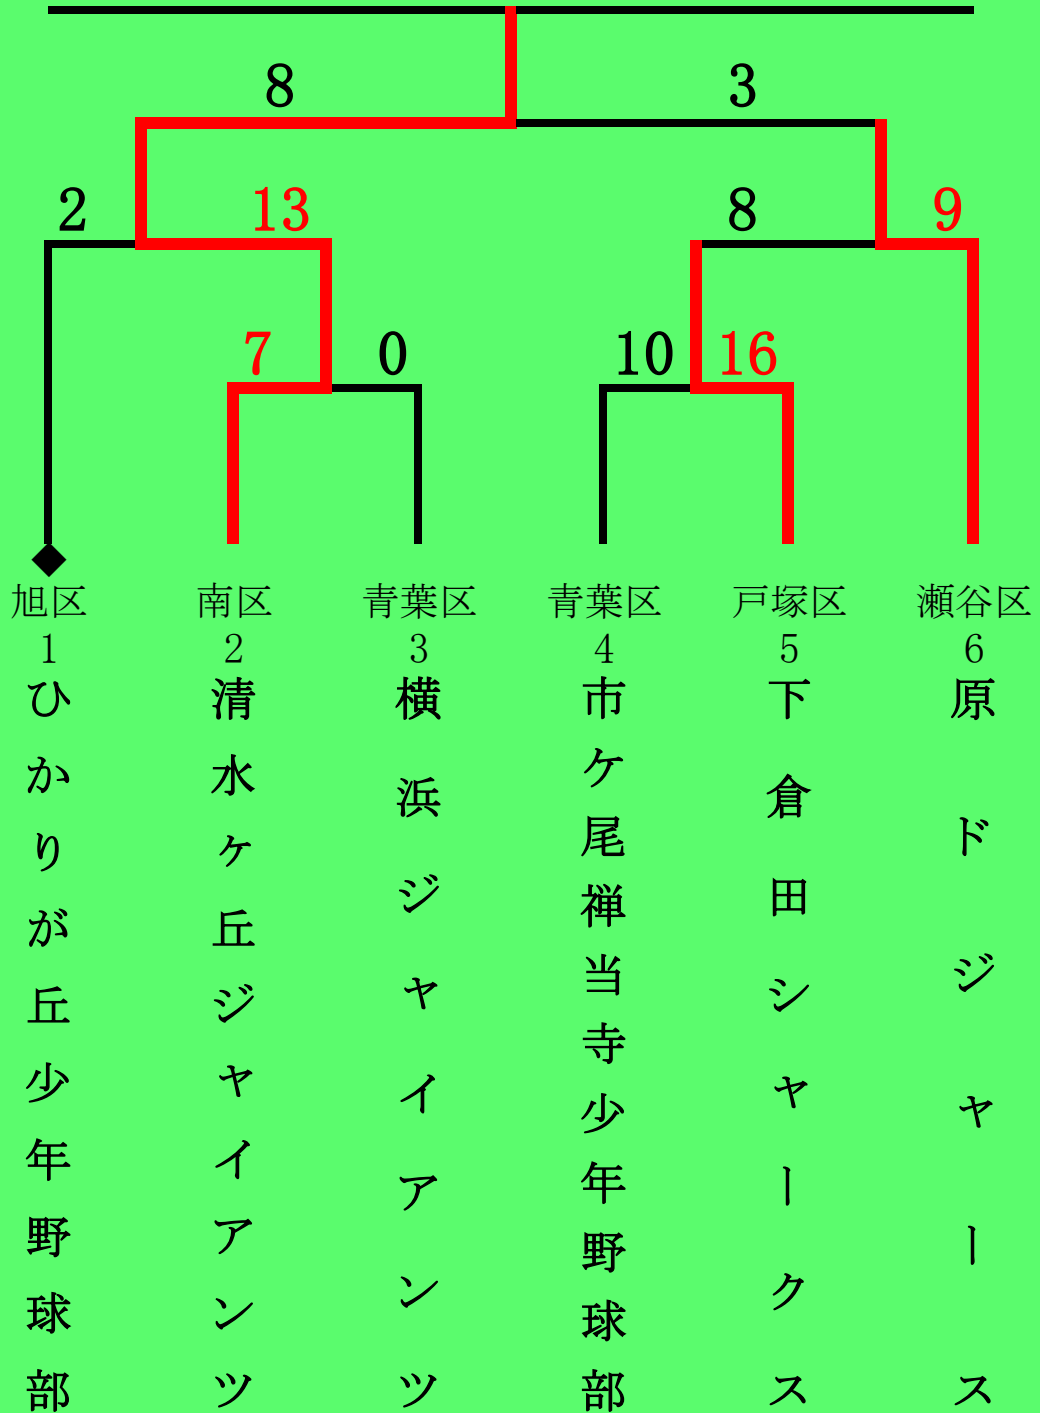 8 3
2 13 8 9
7 0 10 16
旭区
1
ひかりが丘少年野球部
南区
2
清水ヶ丘ジャイアンツ
青葉区
3
横浜ジャイアンツ
青葉区
4
市ケ尾禅当寺少年野球部
戸塚区
5
下倉田シャークス
瀬谷区
6
原ドジャース